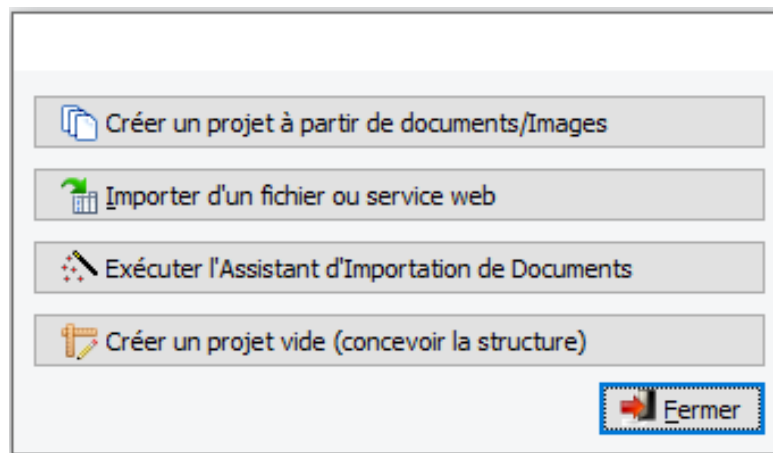 Créer un projet à partir de documents/Images
Importer d'un fichier ou service web
Exécuter l'Assistant d'Importation de Documents
Créer un projet vide (concevoir la structure)
Fermer